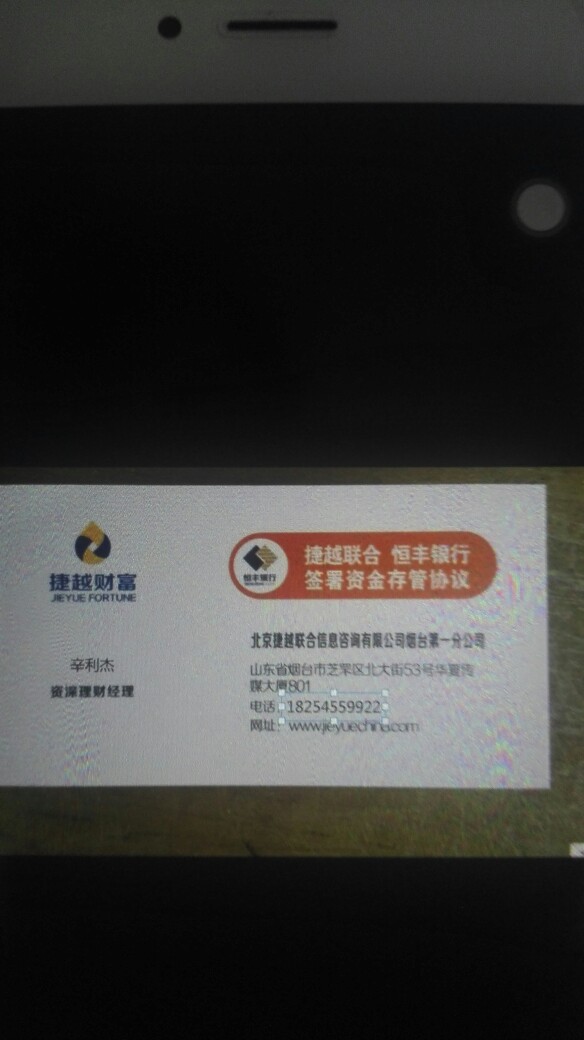 捷越财富
JIEYUE FORTUNE
恒丰银行
捷越联合 恒丰银行
签署资金存管协议
辛利杰
资深理财经理
北京捷越联合信息咨询有限公司烟台第一分公司
山东省烟台市芝罘区北大街53号华夏传
媒大厦801
电话：18254559922
网址：www.jieyuechina.com